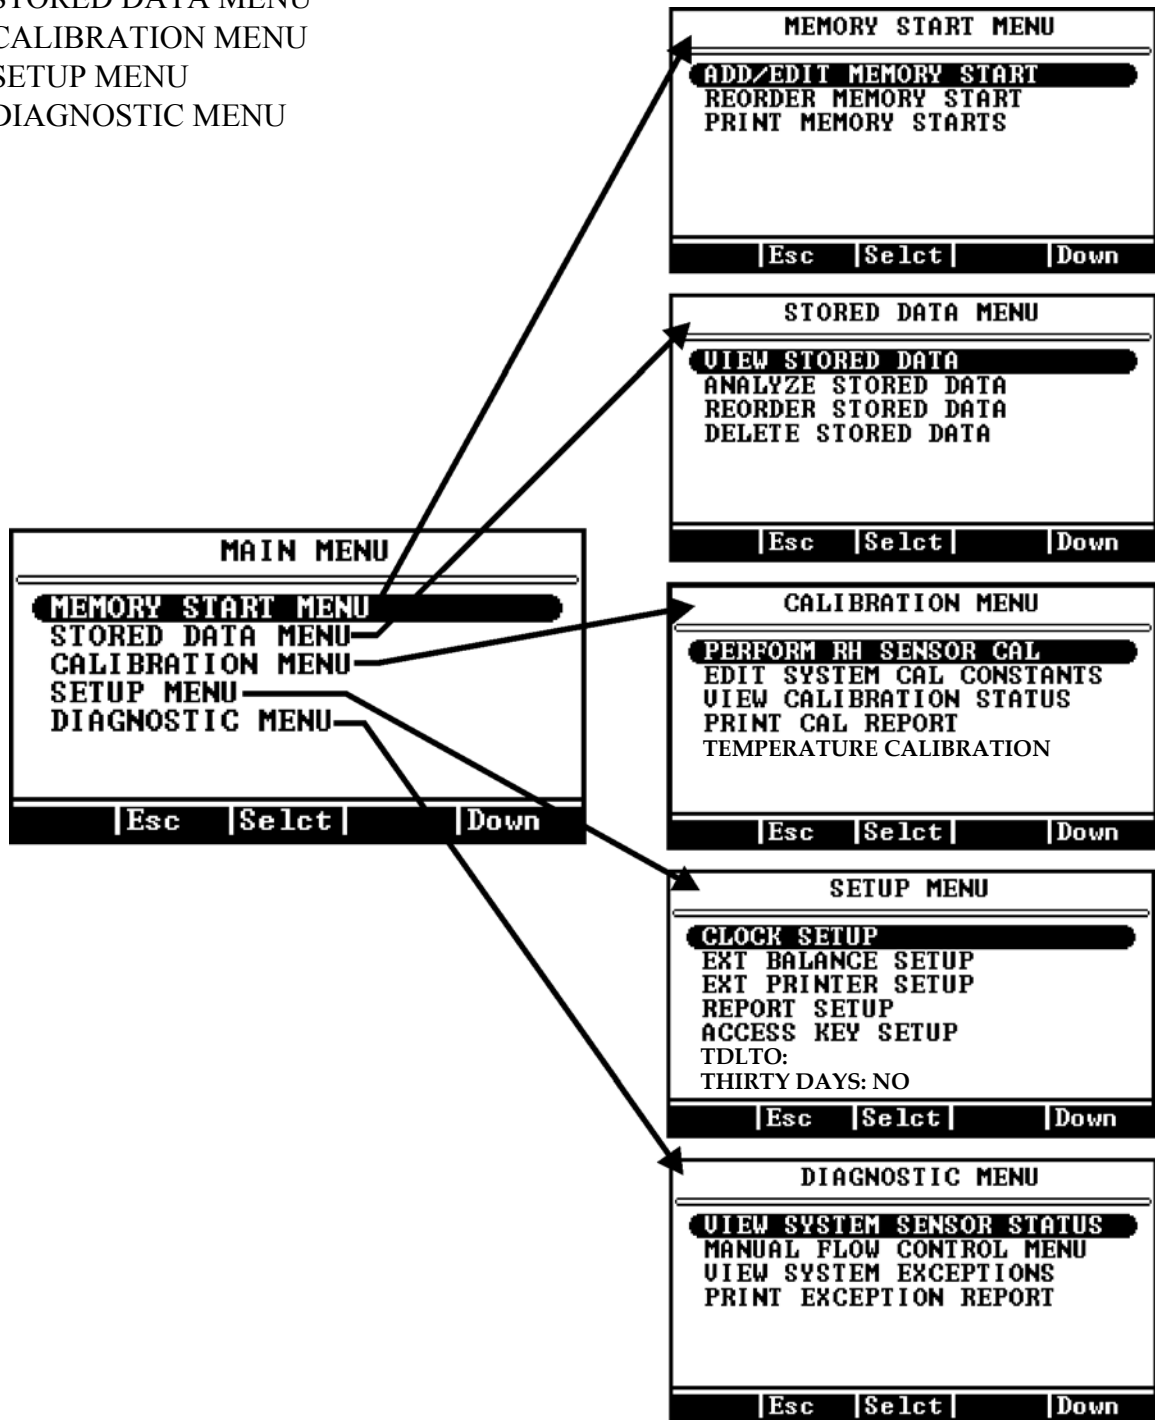 STORED DATA MENU
CALIBRATION MENU
SETUP MENU
DIAGNOSTIC MENU
MEMORY START MENU
ADD/EDIT MEMORY START
REORDER MEMORY START
PRINT MEMORY STARTS
|Esc |Selct| |Down
STORED DATA MENU
VIEW STORED DATA
ANALYZE STORED DATA
REORDER STORED DATA
DELETE STORED DATA
|Esc |Selct| |Down
MAIN MENU
MEMORY START MENU
STORED DATA MENU
CALIBRATION MENU
SETUP MENU
DIAGNOSTIC MENU
|Esc |Selct| |Down
CALIBRATION MENU
PERFORM RH SENSOR CAL
EDIT SYSTEM CAL CONSTANTS
VIEW CALIBRATION STATUS
PRINT CAL REPORT
TEMPERATURE CALIBRATION
|Esc |Selct| |Down
SETUP MENU
CLOCK SETUP
EXT BALANCE SETUP
EXT PRINTER SETUP
REPORT SETUP
ACCESS KEY SETUP
TDLTO:
THIRTY DAYS: NO
|Esc |Selct| |Down
DIAGNOSTIC MENU
VIEW SYSTEM SENSOR STATUS
MANUAL FLOW CONTROL MENU
VIEW SYSTEM EXCEPTIONS
PRINT EXCEPTION REPORT
|Esc |Selct| |Down